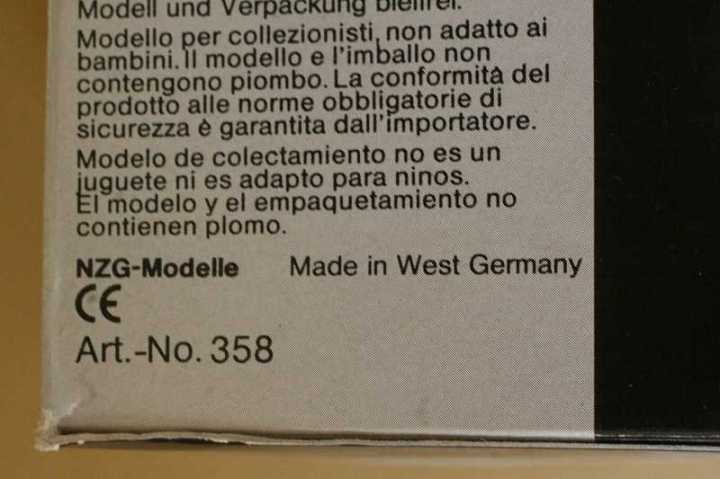 Modell und Verpackung bleifrei.
Modello per collezionisti, non adatto ai
bambini. Il modello e l'imballo non
contengono piombo. La conformità del
prodotto alle norme obbligatorie di
sicurezza è garantita dall'importatore.
Modelo de colectamiento no es un
juguete ni es adapto para ninos.
El modelo y el empaquetamiento no
contienen plomo.
NZG-Modelle Made in West Germany
CE
Art.-No. 358